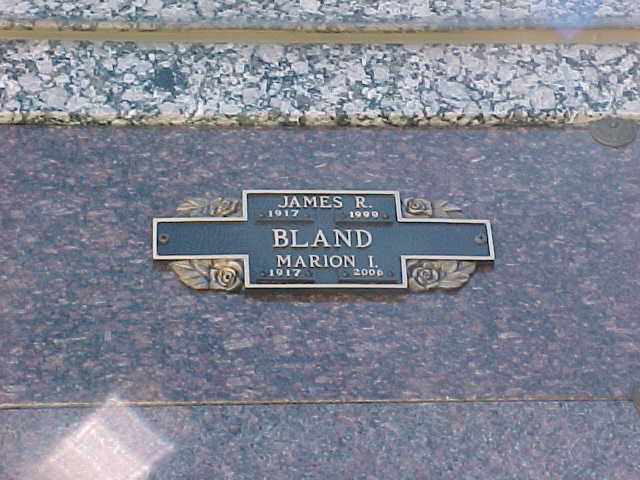 JAMES R.
1917 1999
BLAND
MARION I.
1917 2006